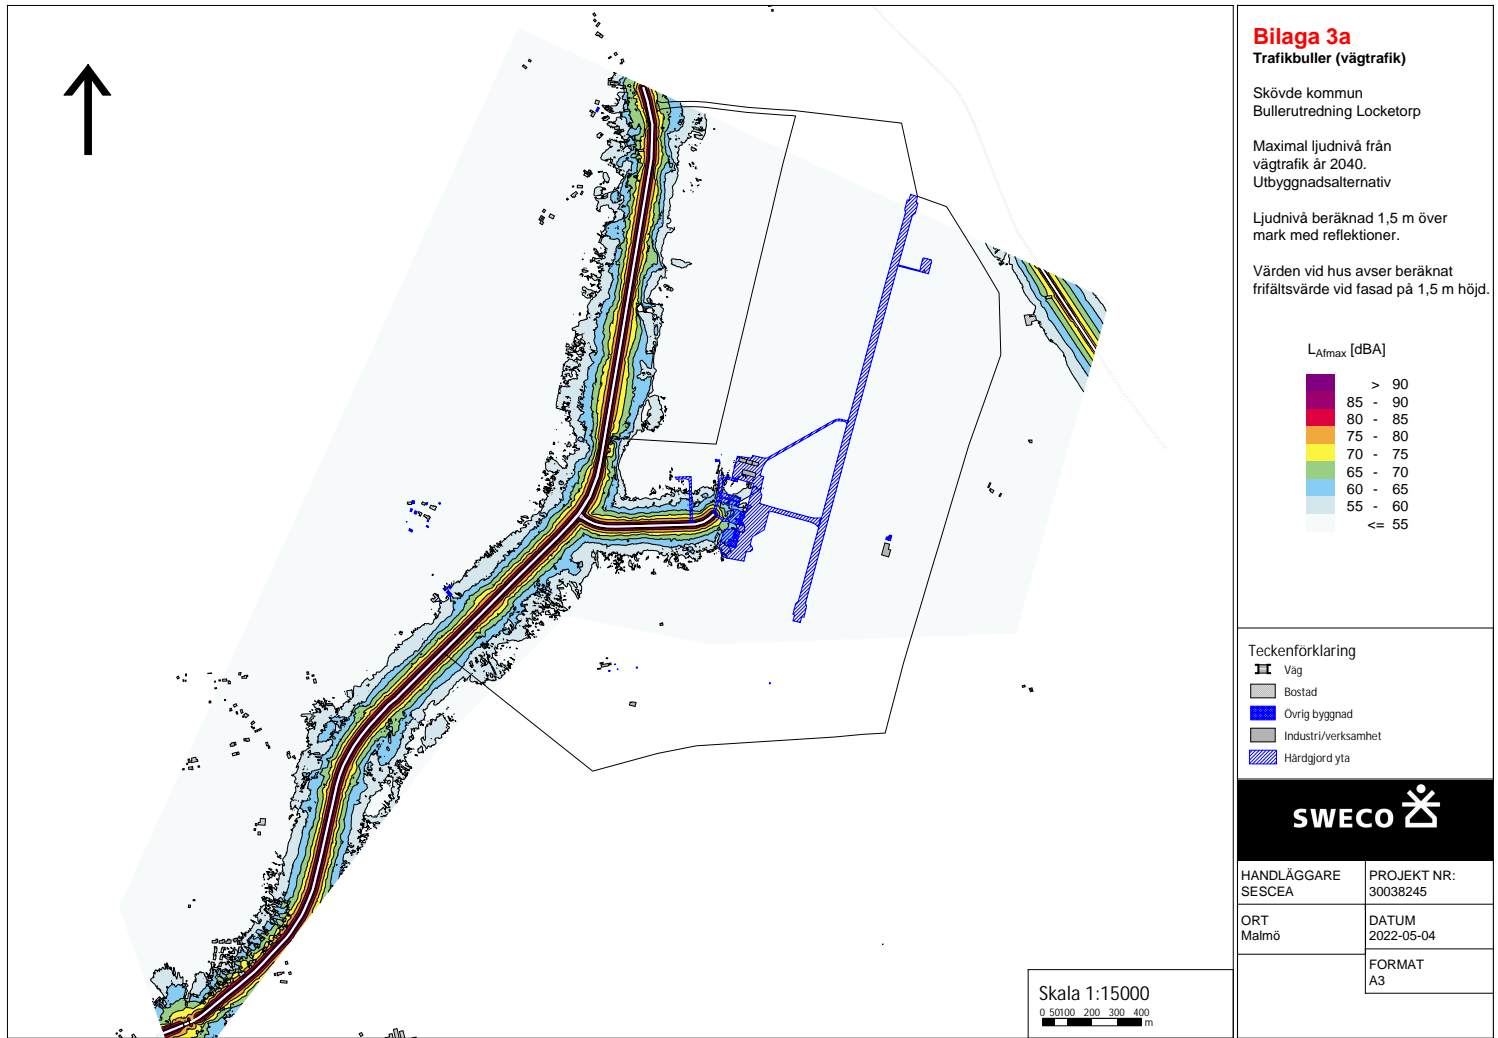 Bilaga 3a
Trafikbuller (vägtrafik)
Skövde kommun
Bullerutredning Locketorp
Maximal ljudnivå från
vägtrafik år 2040.
Utbyggnadsalternativ
Ljudnivå beräknad 1,5 m över
mark med reflektioner.
Värden vid hus avser beräknat
frifältsvärde vid fasad på 1,5 m höjd.
LAfmax [dBA]
> 90
85 - 90
80 - 85
75 - 80
70 - 75
65 - 70
60 - 65
55 - 60
<= 55
Teckenförklaring
Väg
Bostad
Övrig byggnad
Industri/verksamhet
Hårdgjord yta
SWECO
HANDLÄGGARE
SESCEA
PROJEKT NR:
30038245
ORT
Malmö
DATUM
2022-05-04
FORMAT
A3
Skala 1:15000
0 50100 200 300 400
m